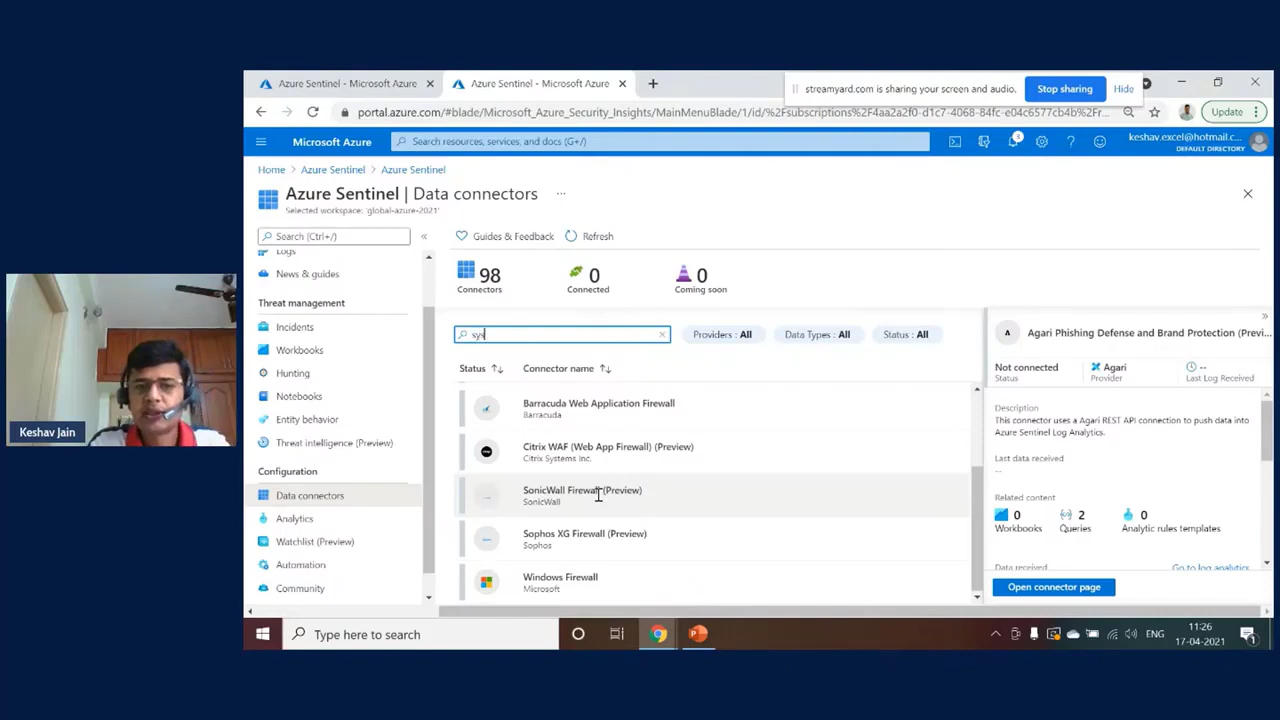 Azure Sentinel - Microsoft Azure
Azure Sentinel - Microsoft Azure
streamyard.com is sharing your screen and audio.
Stop sharing
Hide
portal.azure.com/#blade/Microsoft_Azure_Security_Insights/MainMenuBlade/1/id/%2Fsubscriptions%2F4aa2a2f0-d1c7-4068-84fc-e04c6577cb4b%2Fr...
Update
Microsoft Azure
Search resources, services, and docs (G+/)
3
keshav.excel@hotmail.c...
DEFAULT DIRECTORY
Home > Azure Sentinel > Azure Sentinel
Azure Sentinel | Data connectors ...
Selected workspace: 'global-azure-2021'
Search (Ctrl+/)
«
Guides & Feedback
Refresh
Logs
News & guides
Threat management
Incidents
Workbooks
Hunting
Notebooks
Entity behavior
Threat intelligence (Preview)
Configuration
Data connectors
Analytics
Watchlist (Preview)
Automation
Community
98
Connectors
0
Connected
0
Coming soon
sys
Providers : All
Data Types : All
Status : All
Status
Connector name
Barracuda Web Application Firewall
Barracuda
Citrix WAF (Web App Firewall) (Preview)
Citrix Systems Inc.
SonicWall Firewall (Preview)
SonicWall
Sophos XG Firewall (Preview)
Sophos
Windows Firewall
Microsoft
»
A
Agari Phishing Defense and Brand Protection (Previ...
Not connected
Status
Agari
Provider
--
Last Log Received
Description
This connector uses a Agari REST API connection to push data into
Azure Sentinel Log Analytics.
Last data received
--
Related content
0
Workbooks
2
Queries
0
Analytic rules templates
Data received
Go to log analytics
Open connector page
Keshav Jain
Type here to search
ENG
11:26
17-04-2021
1